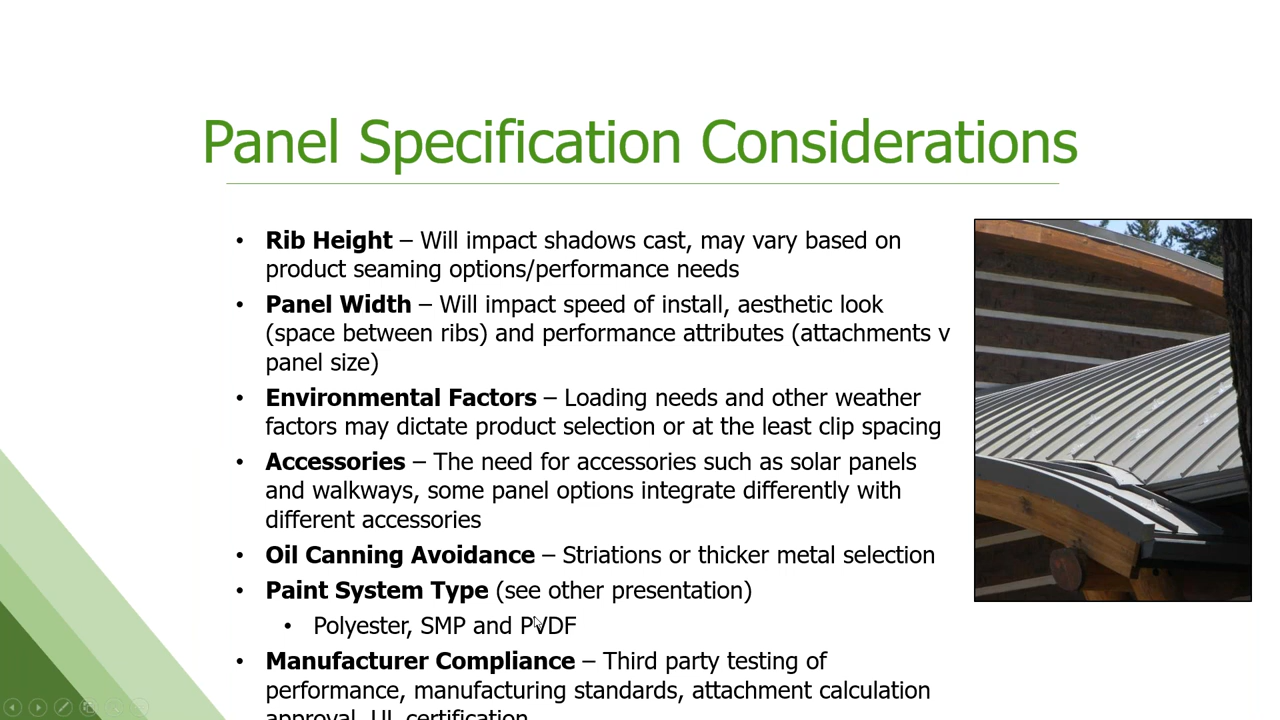 Panel Specification Considerations
• Rib Height – Will impact shadows cast, may vary based on
product seaming options/performance needs
• Panel Width – Will impact speed of install, aesthetic look
(space between ribs) and performance attributes (attachments v
panel size)
• Environmental Factors – Loading needs and other weather
factors may dictate product selection or at the least clip spacing
• Accessories – The need for accessories such as solar panels
and walkways, some panel options integrate differently with
different accessories
• Oil Canning Avoidance – Striations or thicker metal selection
• Paint System Type (see other presentation)
• Polyester, SMP and PVDF
• Manufacturer Compliance – Third party testing of
performance, manufacturing standards, attachment calculation
approval, UL certification